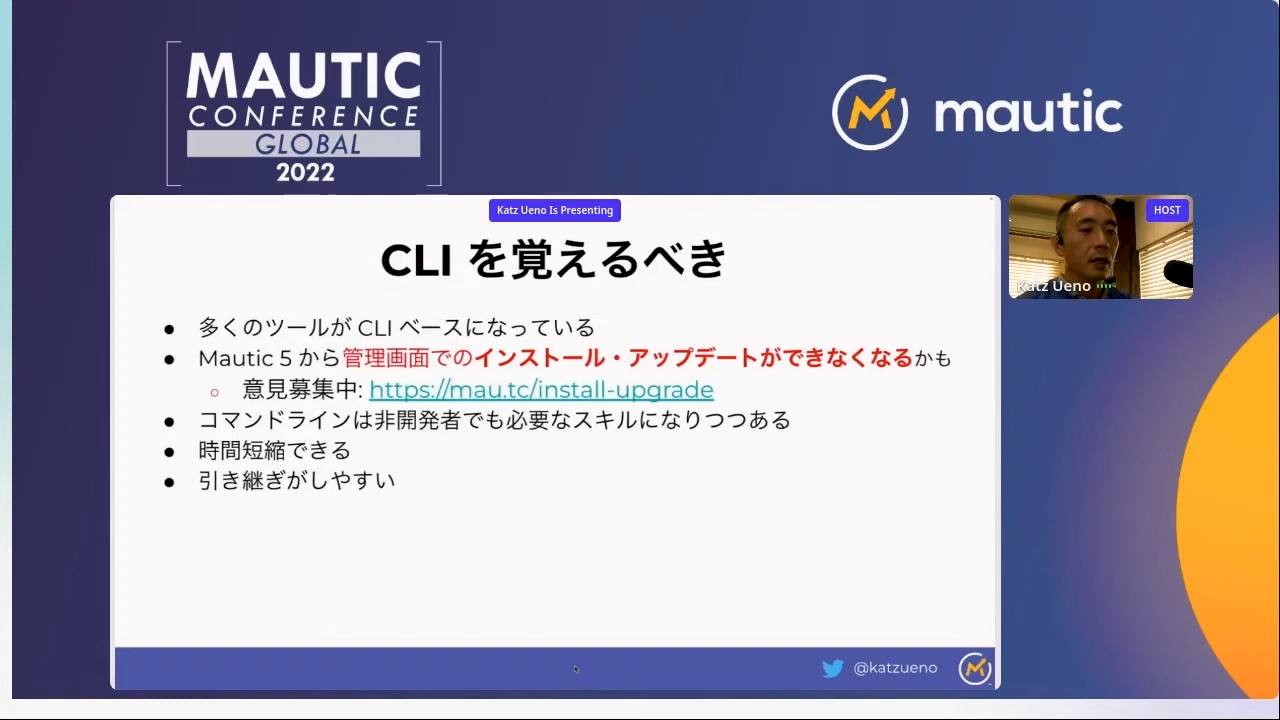 MAUTIC
CONFERENCE
GLOBAL
2022
mautic
Katz Ueno Is Presenting
HOST
Katz Ueno
CLI を覚えるべき
● 多くのツールが CLI ベースになっている
● Mautic 5 から管理画面でのインストール・アップデートができなくなるかも
○ 意見募集中: https://mau.tc/install-upgrade
● コマンドラインは非開発者でも必要なスキルになりつつある
● 時間短縮できる
● 引き継ぎがしやすい
@katzueno